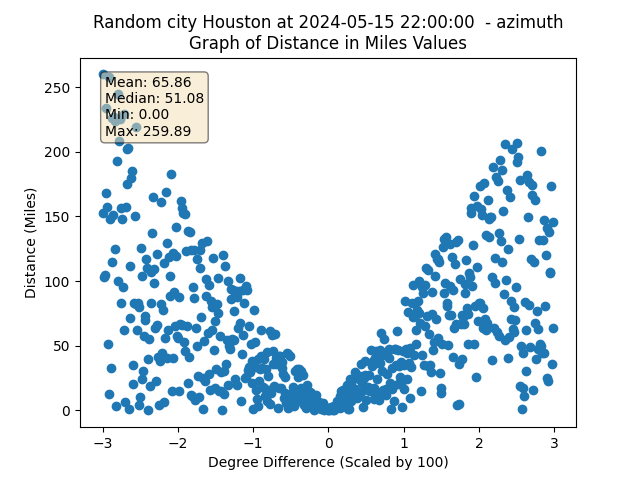 Random city Houston at 2024-05-15 22:00:00  - azimuth
Graph of Distance in Miles Values
Mean: 65.86
Median: 51.08
Min: 0.00
Max: 259.89
250
200
150
100
50
0
Distance (Miles)
−3
−2
−1
0
1
2
3
Degree Difference (Scaled by 100)